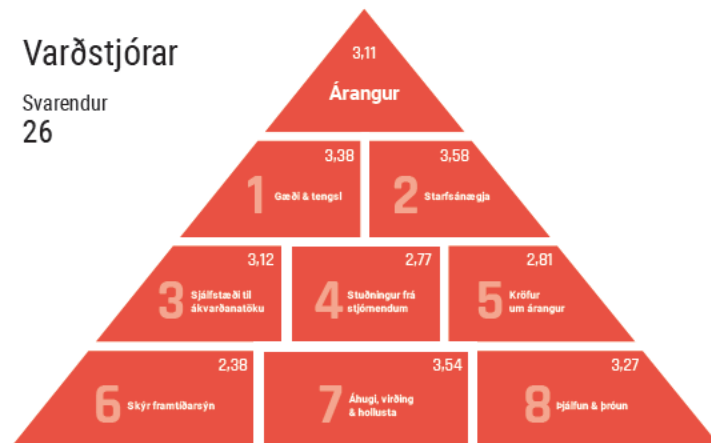 Varðstjórar
Svarendur
26
3,11
Árangur
3,38
1 Gæði & tengsl
3,58
2 Starfsánægja
3,12
3 Sjálfstæði til
ákvarðanatöku
2,77
4 Stuðningur frá
stjórnendum
2,81
5 Kröfur
um árangur
2,38
6 Skýr framtíðarsýn
3,54
7 Áhugi, virðing
& hollusta
3,27
8 Þjálfun & þróun